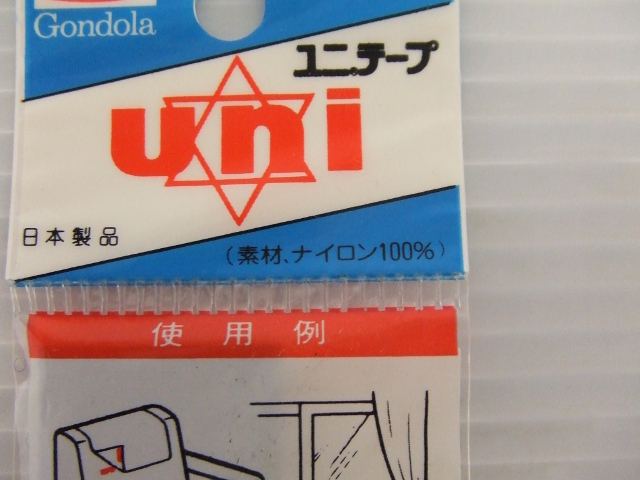 Gondola
ユニ.テープ
uni
日本製品
(素材、ナイロン100%)
使用例